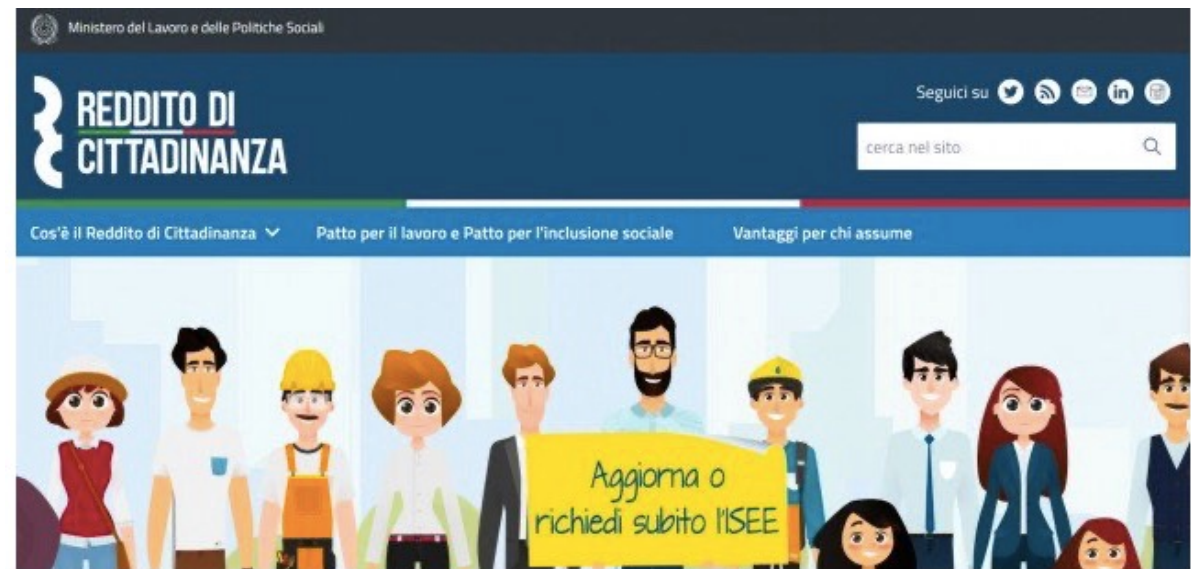 Ministero del Lavoro e delle Politiche Sociali
REDDITO DI
CITTADINANZA
Seguici su
cerca nel sito
Cos'è il Reddito di Cittadinanza
Patto per il lavoro e Patto per l'inclusione sociale
Vantaggi per chi assume
Aggiorna o
richiedi subito l'ISEE